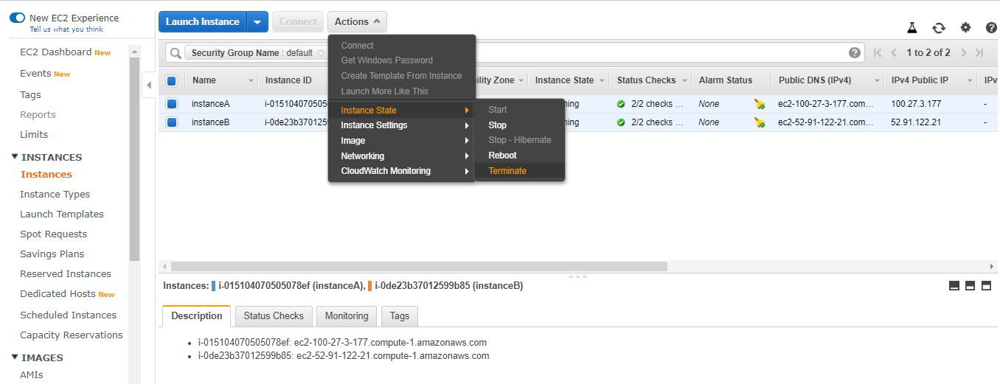 New EC2 Experience
Tell us what you think
EC2 Dashboard New
Events New
Tags
Reports
Limits
INSTANCES
Instances
Instance Types
Launch Templates
Spot Requests
Savings Plans
Reserved Instances
Dedicated Hosts New
Scheduled Instances
Capacity Reservations
IMAGES
AMIs
Launch Instance Connect Actions
Security Group Name : default
1 to 2 of 2
Name Instance ID ility Zone Instance State Status Checks Alarm Status Public DNS (IPv4) IPv4 Public IP IPv
instanceA i-01510407050 ning 2/2 checks ... None ec2-100-27-3-177.com... 100.27.3.177 -
instanceB i-0de23b37012 ning 2/2 checks ... None ec2-52-91-122-21.com... 52.91.122.21 -
Connect
Get Windows Password
Create Template From Instance
Launch More Like This
Instance State
Instance Settings
Image
Networking
CloudWatch Monitoring
Start
Stop
Stop - Hibernate
Reboot
Terminate
Instances: i-015104070505078ef (instanceA), i-0de23b37012599b85 (instanceB)
Description Status Checks Monitoring Tags
• i-015104070505078ef: ec2-100-27-3-177.compute-1.amazonaws.com
• i-0de23b37012599b85: ec2-52-91-122-21.compute-1.amazonaws.com